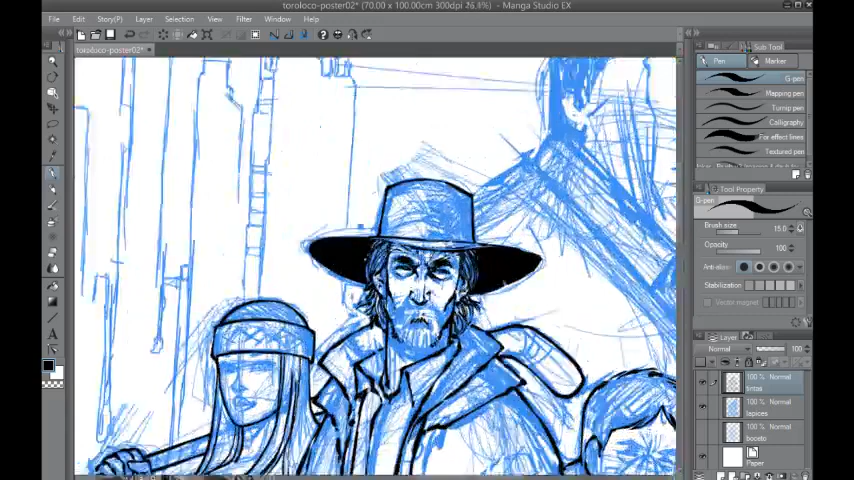 toroloco-poster02* (70.00 x 100.00cm 300dpi 26.4%) - Manga Studio EX
File Edit Story(P) Layer Selection View Filter Window Help
toroloco-poster02*
Sub Tool
Pen Marker
G-pen
Mapping pen
Turnip pen
Calligraphy
For effect lines
Textured pen
Tool Property
G-pen
Brush size 15.0
Opacity 100
Anti-alias
Stabilization
Vector magnet
Layer
Normal 100
100 % Normal
tintas
100 % Normal
lapices
100 % Normal
boceto
Paper